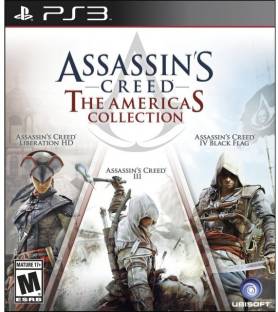 PS3
ASSASSIN'S
CREED
THE AMERICAS
COLLECTION
ASSASSIN'S CREED
LIBERATION HD
ASSASSIN'S CREED
IV BLACK FLAG
ASSASSIN'S CREED
III
MATURE 17+
M
ESRB
UBISOFT